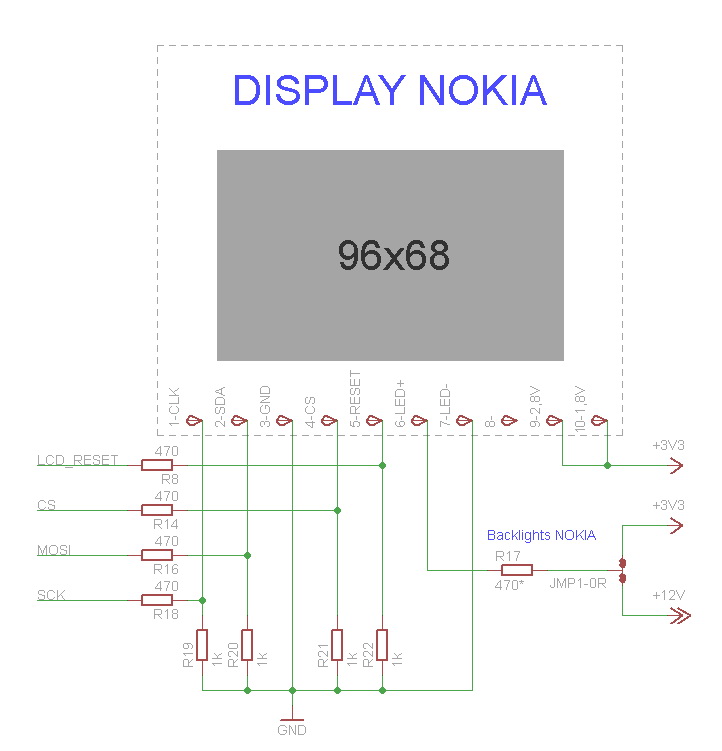 DISPLAY NOKIA
96x68
1-CLK
2-SDA
3-GND
4-CS
5-RESET
6-LED+
7-LED-
8-
9-2,8V
10-1,8V
+3V3
LCD_RESET
470
R8
CS
470
R14
+3V3
Backlights NOKIA
MOSI
470
R16
R17
470*
JMP1-0R
SCK
470
R18
+12V
R19
1K
R20
1K
R21
1K
R22
1K
GND